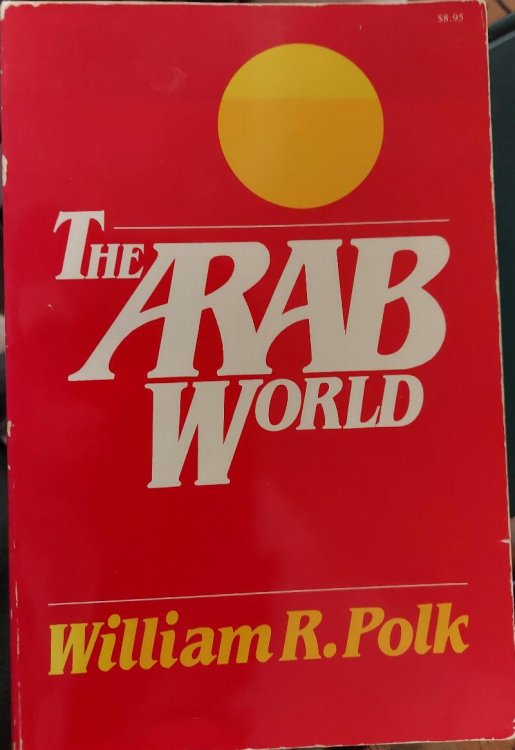 $8.95
THE ARAB
WORLD
William R. Polk